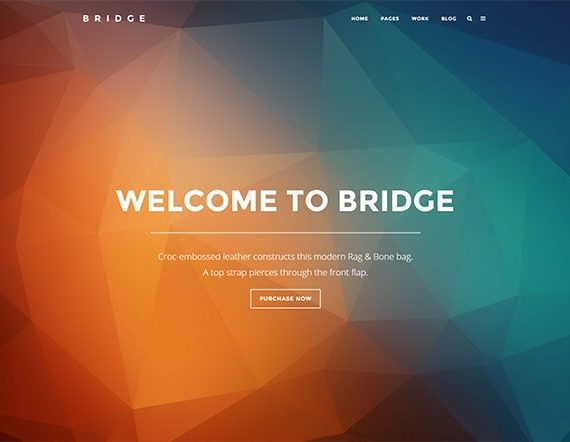 BRIDGE
HOME PAGES WORK BLOG
WELCOME TO BRIDGE
Croc-embossed leather constructs this modern Rag & Bone bag.
A top strap pierces through the front flap.
PURCHASE NOW